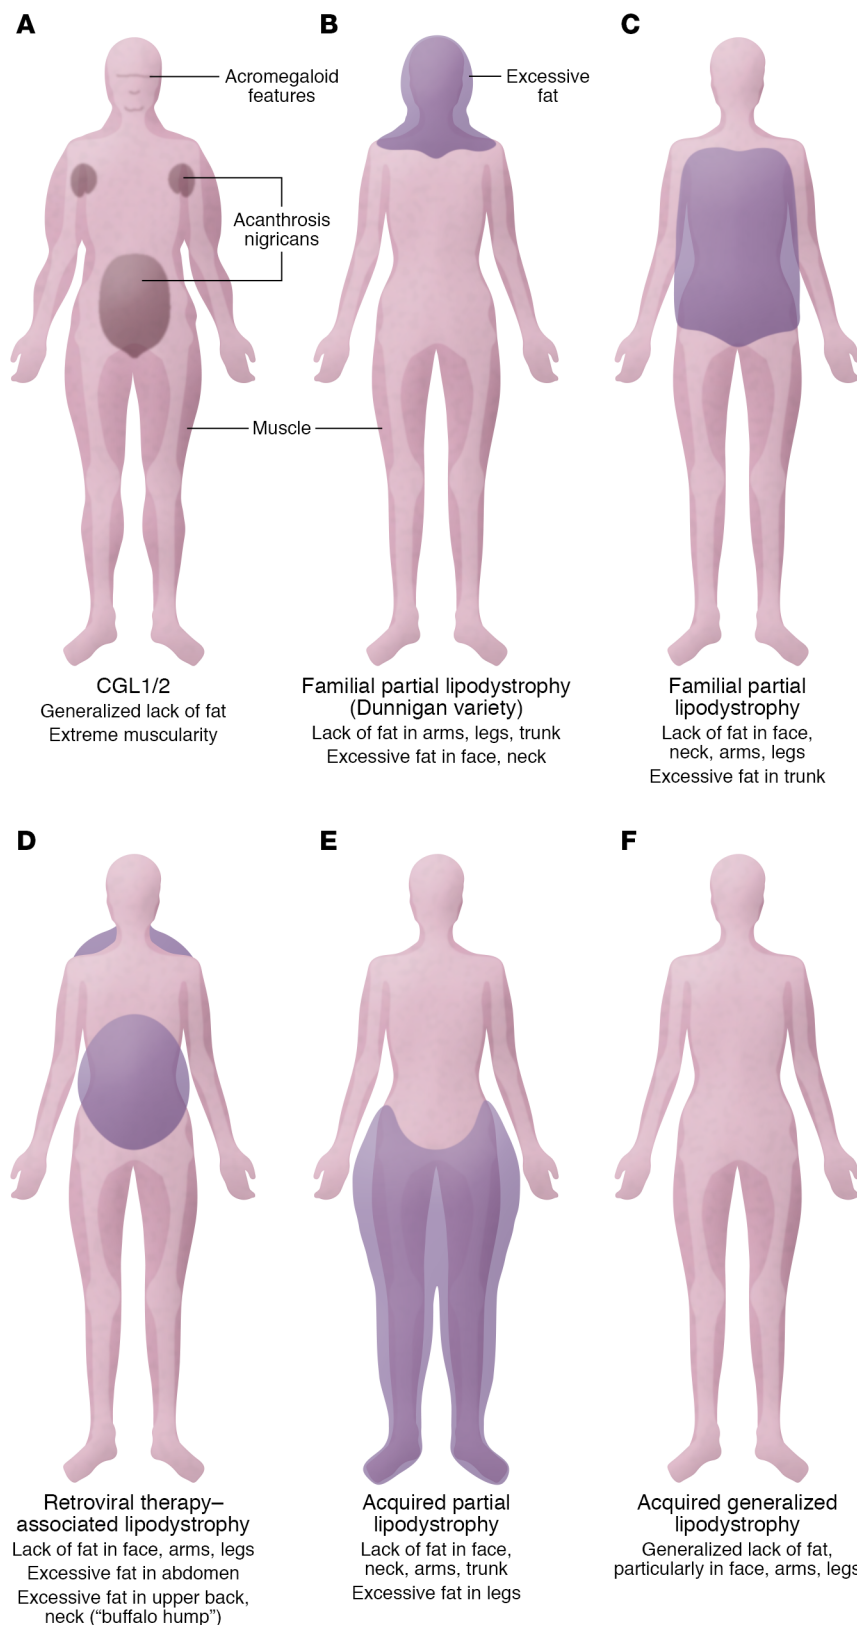 A
B
C
Acromegaloid
features
Excessive
fat
Acanthrosis
nigricans
Muscle
CGL1/2
Generalized lack of fat
Extreme muscularity
Familial partial lipodystrophy
(Dunnigan variety)
Lack of fat in arms, legs, trunk
Excessive fat in face, neck
Familial partial
lipodystrophy
Lack of fat in face,
neck, arms, legs
Excessive fat in trunk
D
E
F
Retroviral therapy–
associated lipodystrophy
Lack of fat in face, arms, legs
Excessive fat in abdomen
Excessive fat in upper back,
neck (“buffalo hump”)
Acquired partial
lipodystrophy
Lack of fat in face,
neck, arms, trunk
Excessive fat in legs
Acquired generalized
lipodystrophy
Generalized lack of fat,
particularly in face, arms, legs